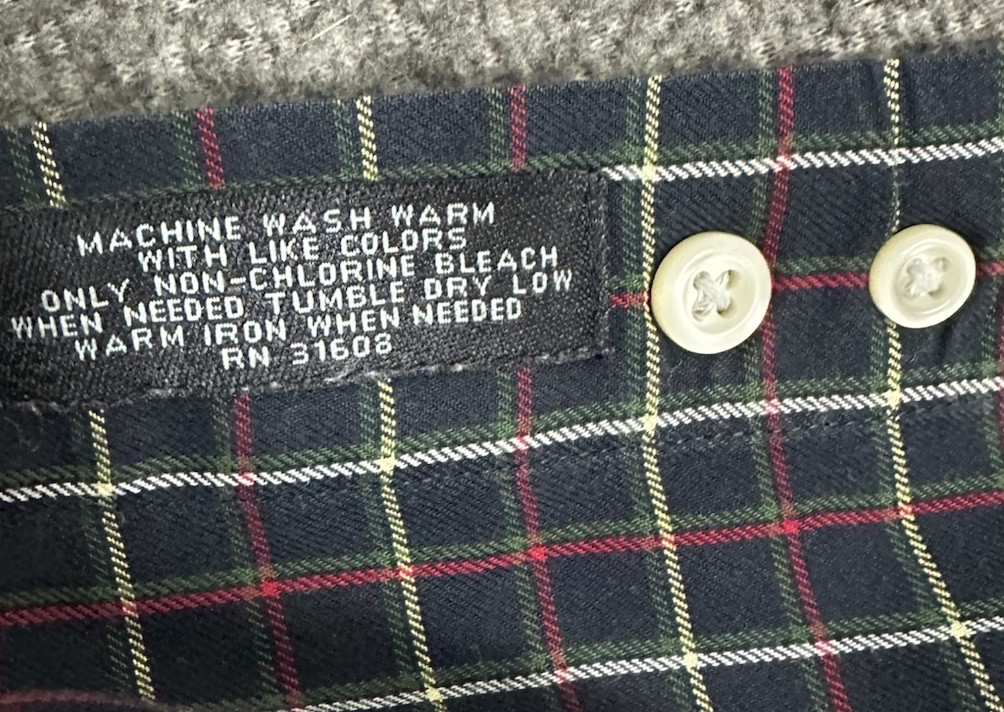 MACHINE WASH WARM
WITH LIKE COLORS
ONLY NON-CHLORINE BLEACH
WHEN NEEDED TUMBLE DRY LOW
WARM IRON WHEN NEEDED
RN 31608